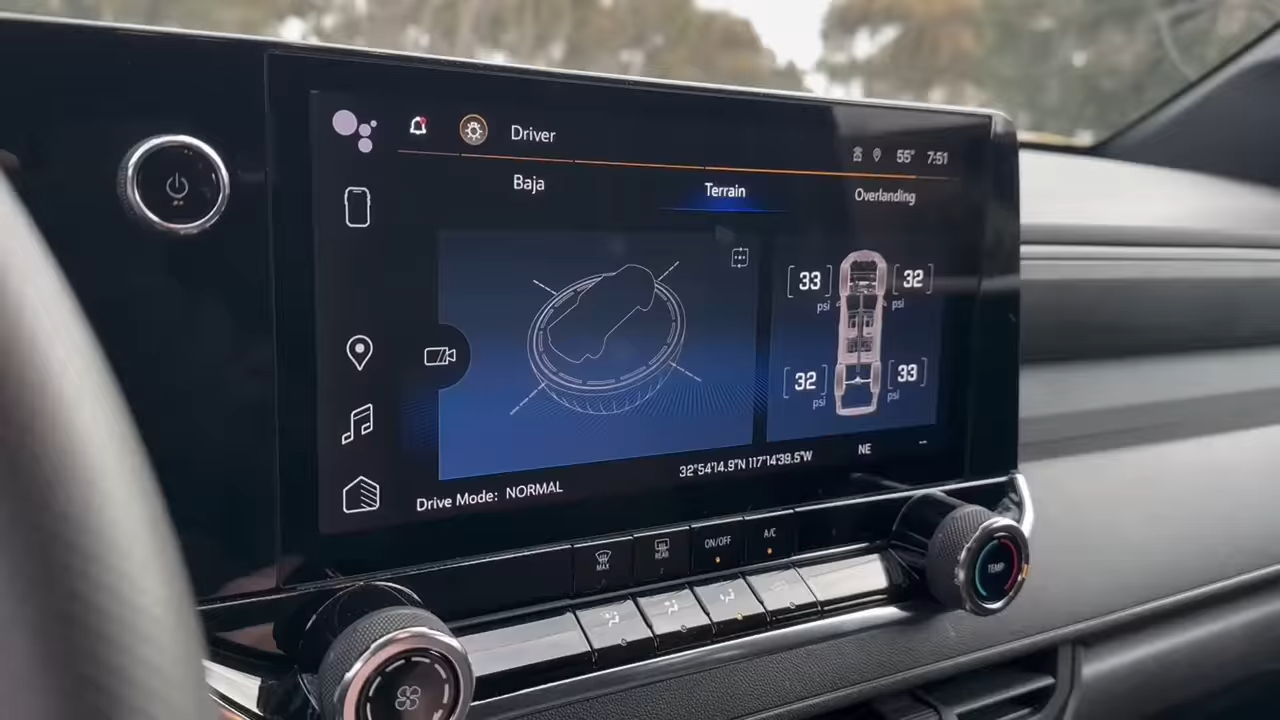 Driver
55° 7:51
Baja Terrain Overlanding
33 psi 32 psi
32 psi 33 psi
32°54'14.9"N 117°14'39.5"W NE --
Drive Mode: NORMAL
MAX REAR ON/OFF A/C
TEMP